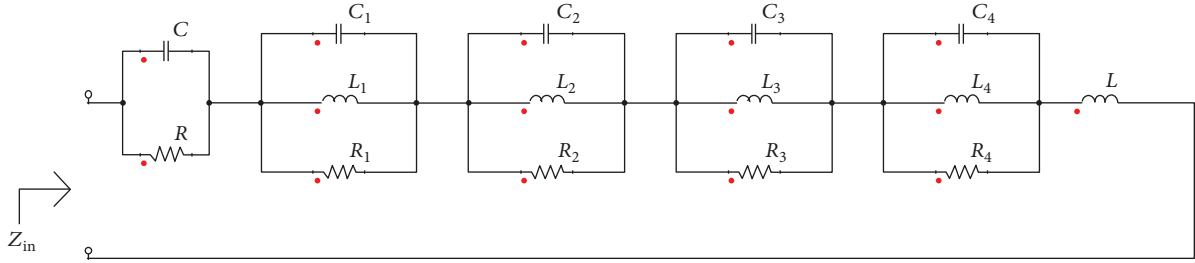 C
R
C₁
L₁
R₁
C₂
L₂
R₂
C₃
L₃
R₃
C₄
L₄
R₄
L
Zin